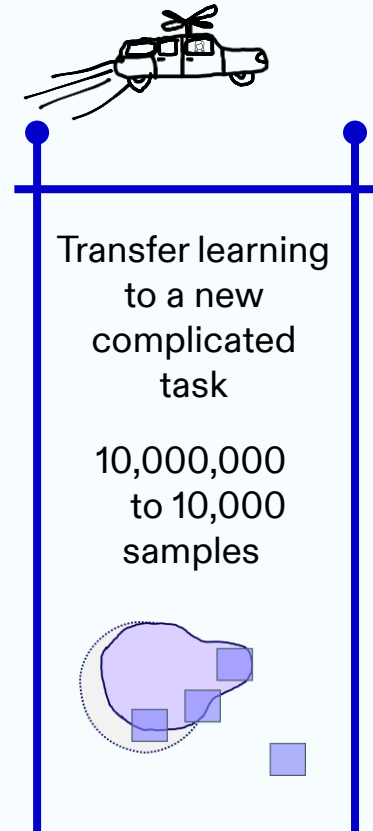 Transfer learning
to a new
complicated
task
10,000,000
to 10,000
samples